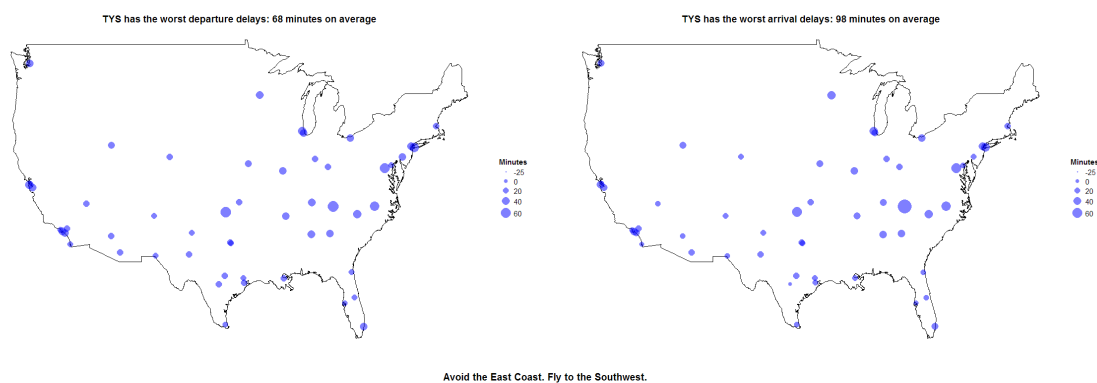 TYS has the worst departure delays: 68 minutes on average
TYS has the worst arrival delays: 98 minutes on average
Minutes
-25
0
20
40
60
Minutes
-25
0
20
40
60
Avoid the East Coast. Fly to the Southwest.